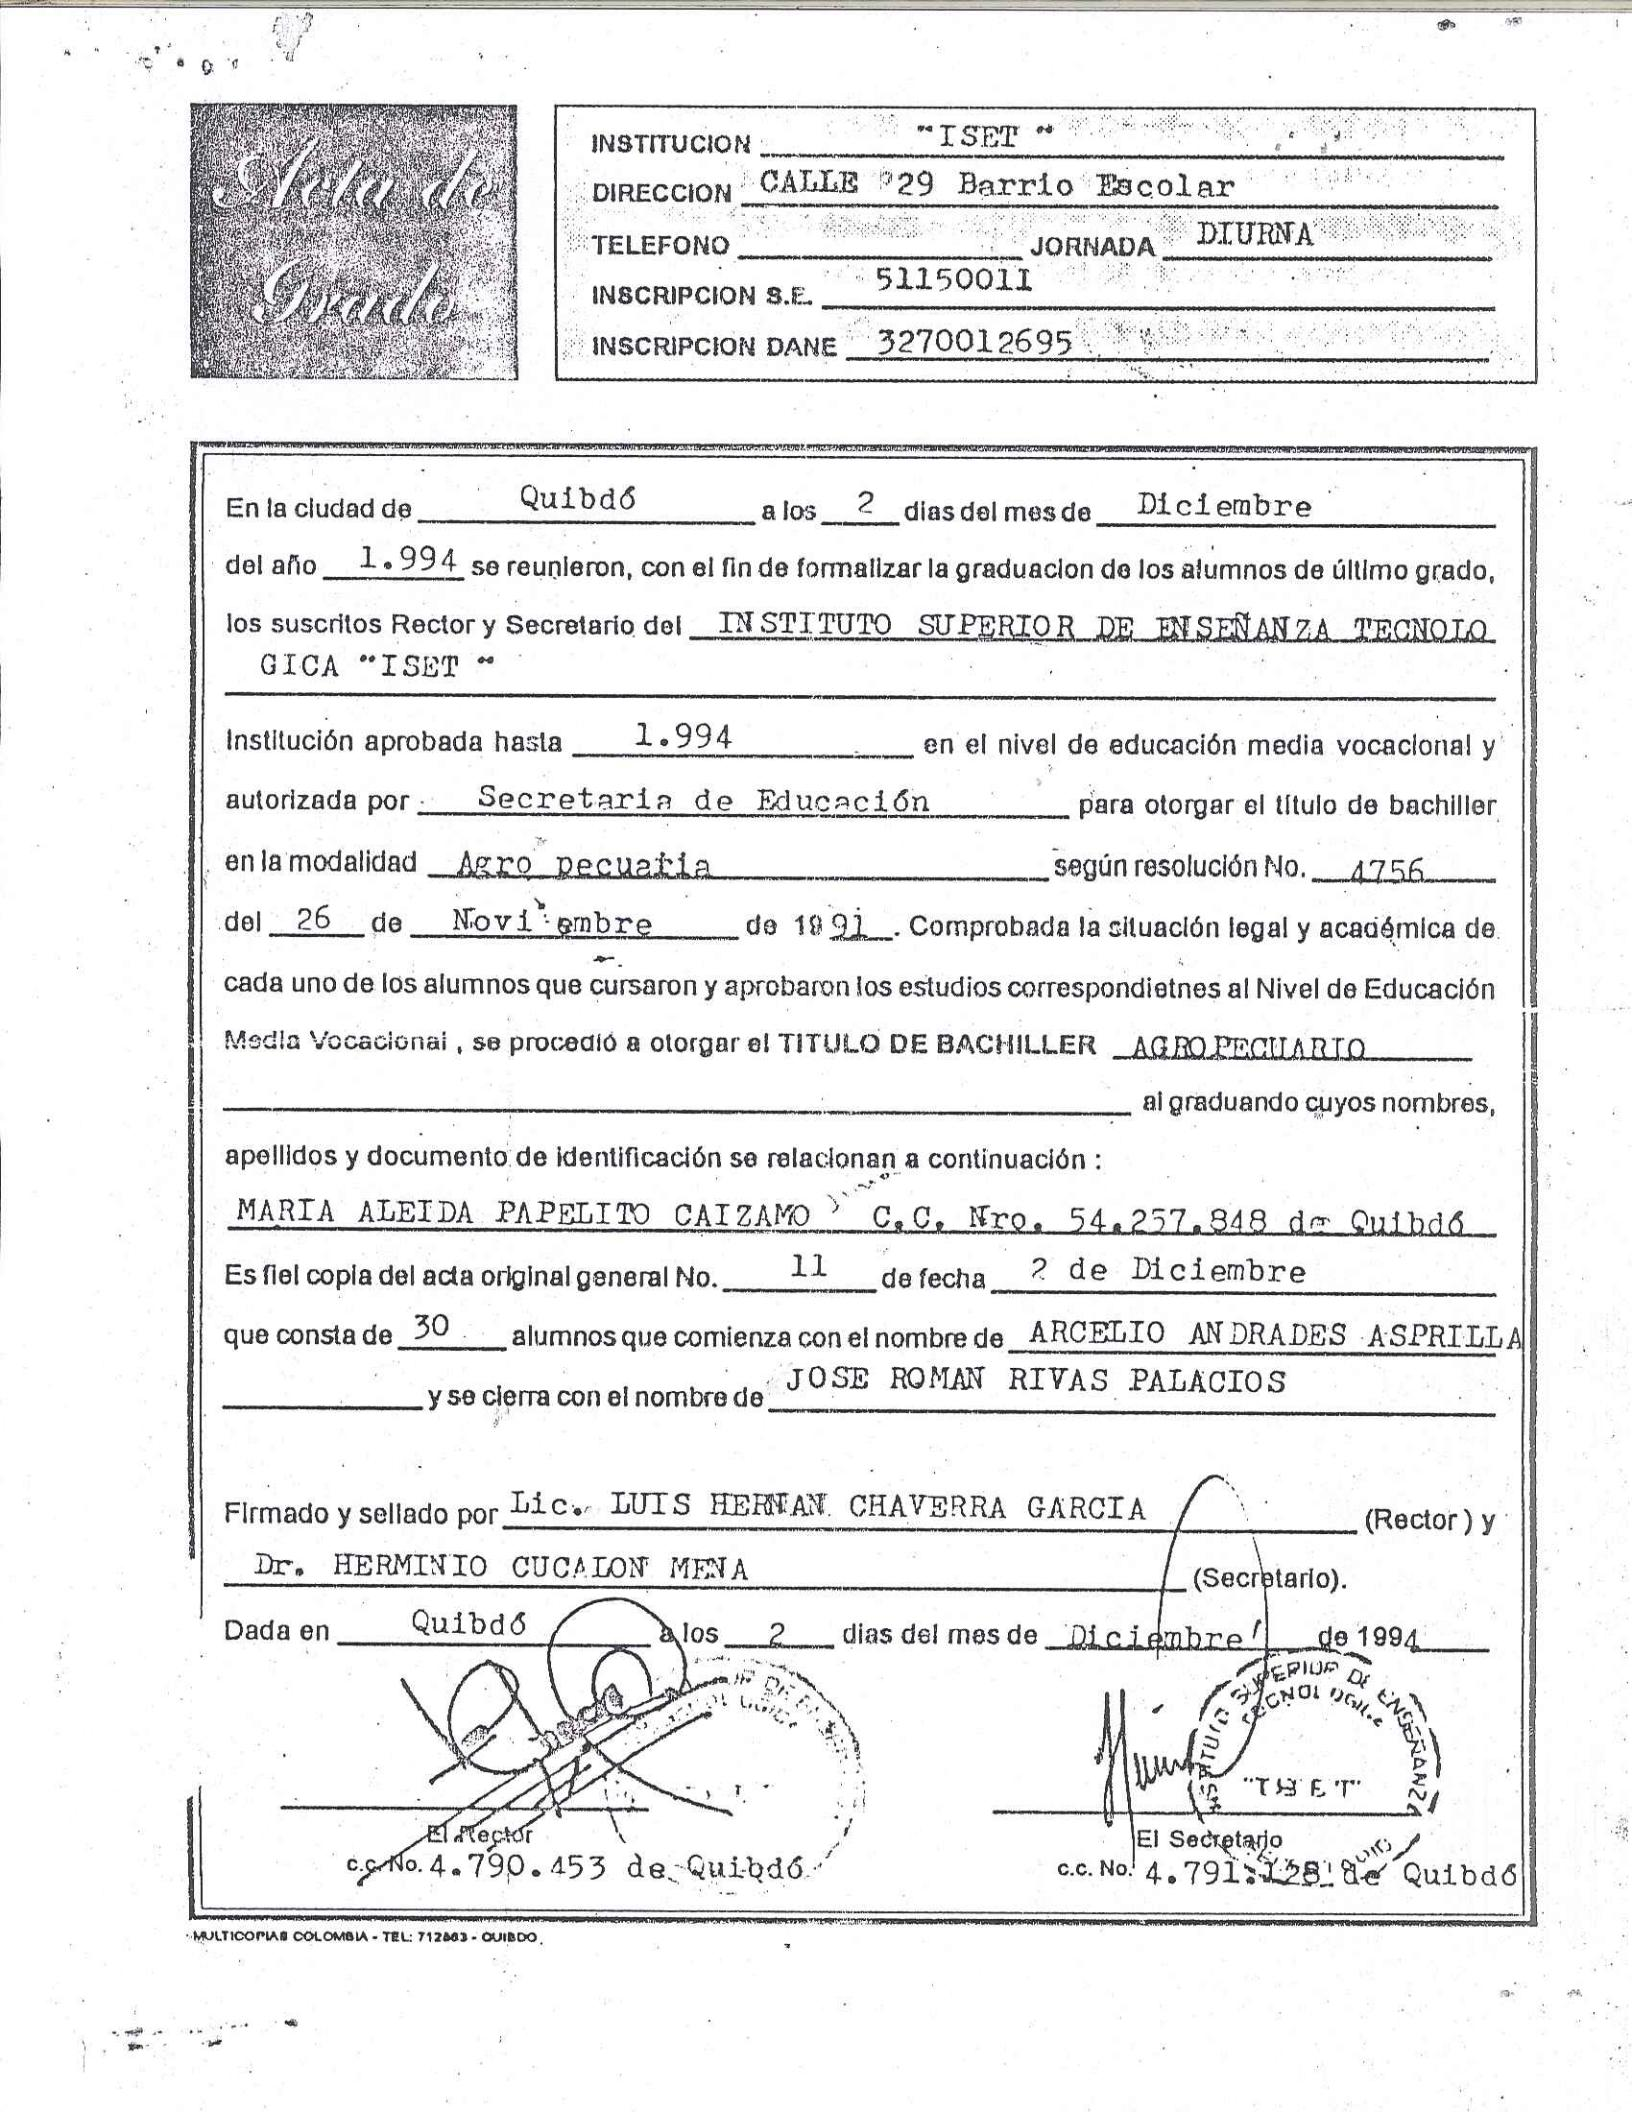 Acta de
Grado
INSTITUCION "ISET "
DIRECCION CALLE 29 Barrio Escolar
TELEFONO JORNADA DIURNA
INSCRIPCION S.E. 5115001I
INSCRIPCION DANE 3270012695
En la ciudad de Quibdó a los 2 dias del mes de Diciembre
del año 1.994 se reunieron, con el fin de formalizar la graduacion de los alumnos de último grado,
los suscritos Rector y Secretario del INSTITUTO SUPERIOR DE ENSEÑANZA TECNOLO
GICA "ISET "
Institución aprobada hasta 1.994 en el nivel de educación media vocacional y
autorizada por Secretaria de Educación para otorgar el título de bachiller
en la modalidad Agro pecuaria según resolución No. 4756
del 26 de Novi embre de 1991. Comprobada la situación legal y académica de
cada uno de los alumnos que cursaron y aprobaron los estudios correspondietnes al Nivel de Educación
Media Vocacional, se procedió a otorgar el TITULO DE BACHILLER AGROPECUARIO
al graduando cuyos nombres,
apellidos y documento de identificación se relacionan a continuación :
MARIA ALEIDA PAPELITO CAIZAMO C.C. Nro. 54.257.848 de Quibdó
Es fiel copia del acta original general No. 11 de fecha 2 de Diciembre
que consta de 30 alumnos que comienza con el nombre de ARCELIO ANDRADES ASPRILLA
y se cierra con el nombre de JOSE ROMAN RIVAS PALACIOS
Firmado y sellado por Lic. LUIS HERNAN CHAVERRA GARCIA (Rector) y
Dr. HERMINIO CUCALON MENA (Secretario).
Dada en Quibdó a los 2 dias del mes de Diciembre de 1994
SUPERIOR DE ENSEÑANZA
El Rector El Secretario
c.c. No. 4.790.453 de Quibdó c.c. No. 4.791.128 de Quibdó
MULTICOPIAS COLOMBIA - TEL: 712663 - QUIBDO